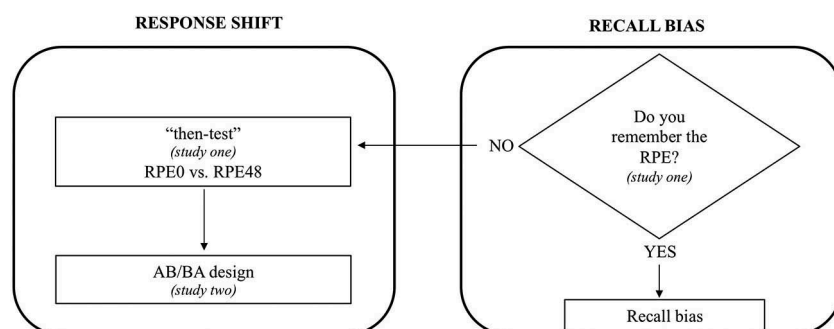 RESPONSE SHIFT
"then-test"
(study one)
RPE0 vs. RPE48
AB/BA design
(study two)
RECALL BIAS
Do you
remember the
RPE?
(study one)
NO
YES
Recall bias